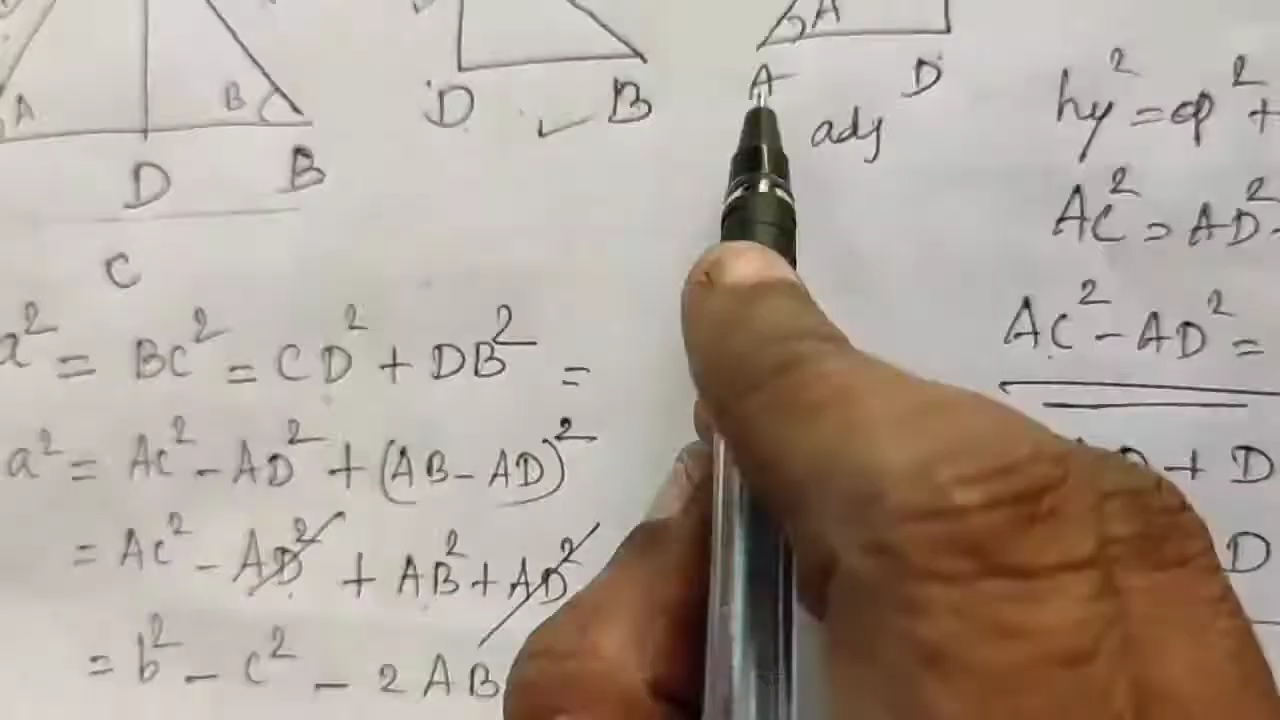 A B
D B
C
D B
A
A D
adj
hy² = op² +
AC² = AD²
AC² - AD² =
D + D
D
a² = BC² = CD² + DB² =
a² = AC² - AD² + (AB - AD)²
= AC² - AD² + AB² + AD²
= b² - c² - 2AB